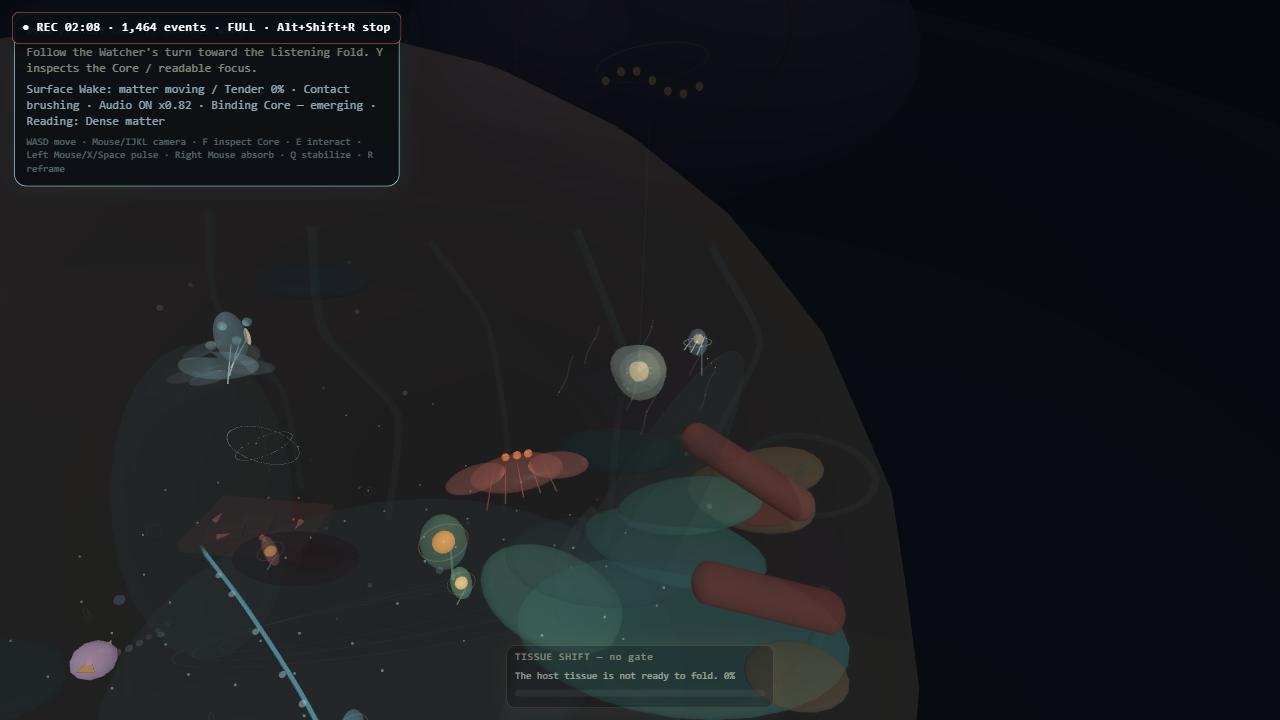 ● REC 02:08 · 1,464 events · FULL · Alt+Shift+R stop
Follow the Watcher's turn toward the Listening Fold. Y
inspects the Core / readable focus.
Surface Wake: matter moving / Tender 0% · Contact
brushing · Audio ON x0.82 · Binding Core — emerging ·
Reading: Dense matter
WASD move · Mouse/IJKL camera · F inspect Core · E interact ·
Left Mouse/X/Space pulse · Right Mouse absorb · Q stabilize · R
reframe
TISSUE SHIFT — no gate
The host tissue is not ready to fold. 0%